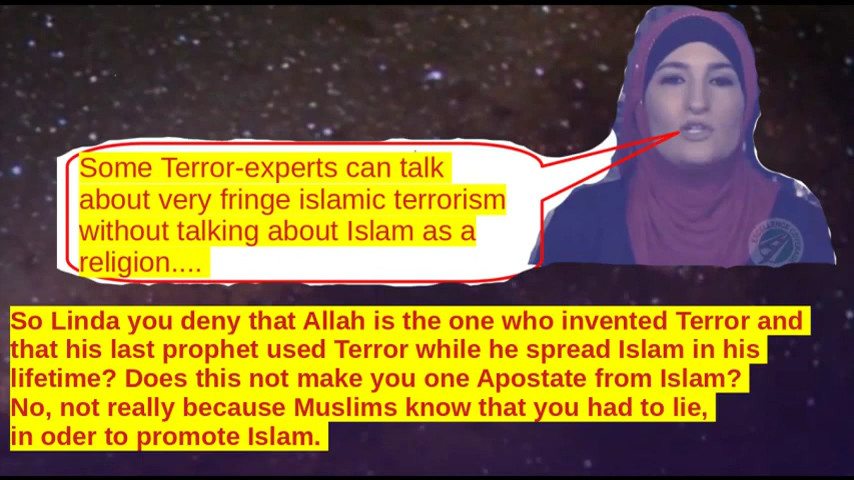 Some Terror-experts can talk
about very fringe islamic terrorism
without talking about Islam as a
religion....
So Linda you deny that Allah is the one who invented Terror and
that his last prophet used Terror while he spread Islam in his
lifetime? Does this not make you one Apostate from Islam?
No, not really because Muslims know that you had to lie,
in oder to promote Islam.